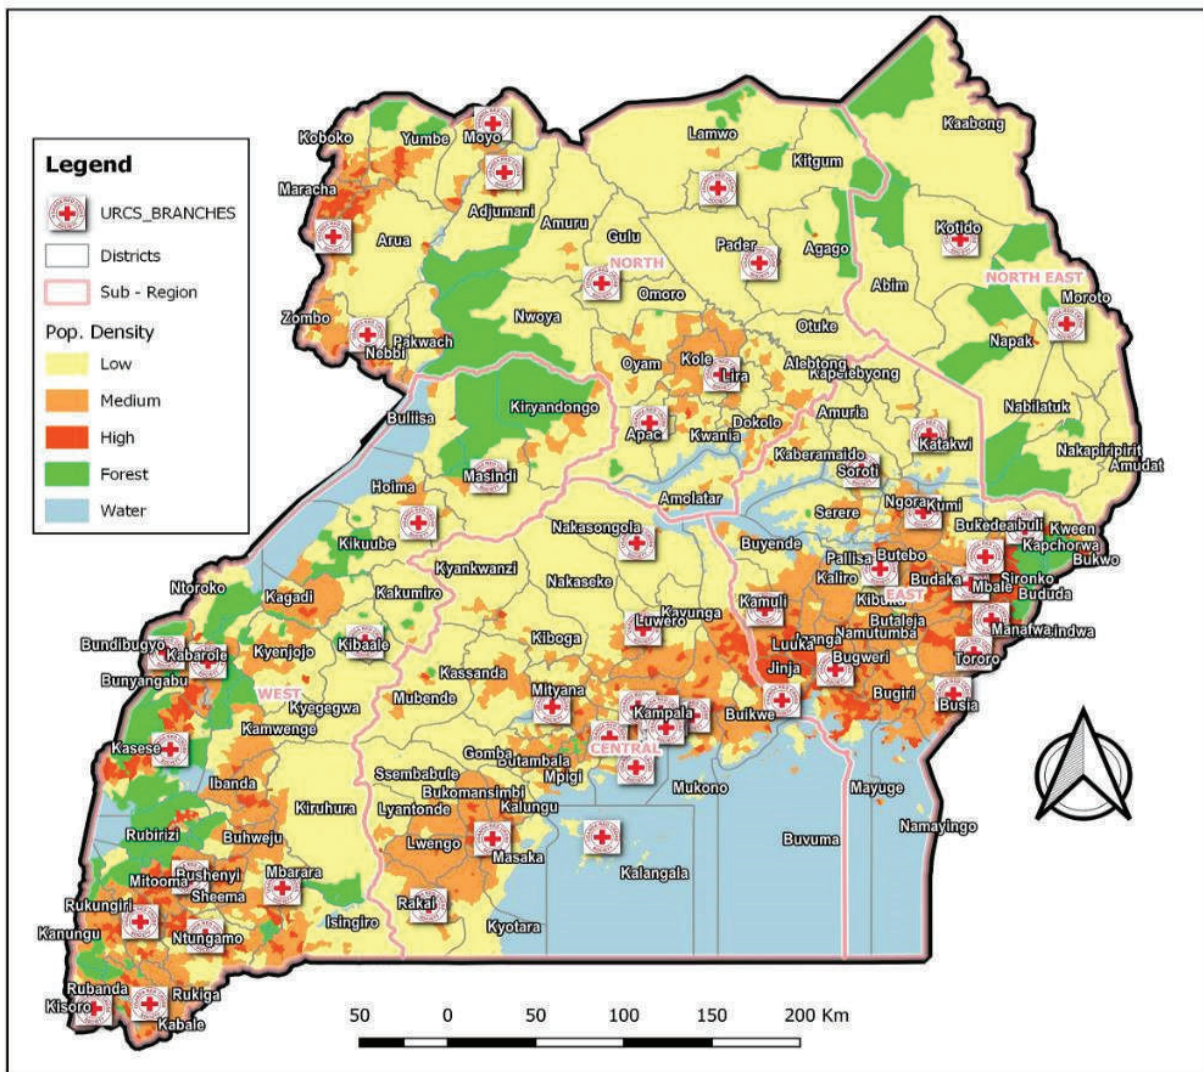 Legend
URCS_BRANCHES
Districts
Sub - Region
Pop. Density
Low
Medium
High
Forest
Water
Koboko
Yumbe
Moyo
Lamwo
Kaabong
Kitgum
Maracha
Adjumani
Amuru
Arua
Gulu
NORTH
Pader
Agago
Kotido
Abim
NORTH EAST
Moroto
Omoro
Zombo
Nwoya
Otuke
Pakwach
Nebbi
Napak
Oyam
Kole
Lira
Alebtong
Kapelebyong
Nabilatuk
Buliisa
Kiryandongo
Apac
Kwania
Dokolo
Amuria
Katakwi
Kaberamaido
Soroti
Nakapiripirit
Amudat
Masindi
Hoima
Amolatar
Serere
Ngora
Kumi
Nakasongola
Kikuube
Buyende
Kween
Kapchorwa
Bukwo
Pallisa
Butebo
Kyankwanzi
Nakaseke
Kaliro
Budaka
Mbale
Sironko
Bududa
Ntoroko
Kagadi
Kakumiro
EAST
Kamuli
Kayunga
Luwero
Butaleja
Namutumba
Manafwa
Bundibugyo
Kabarole
Kyenjojo
Kibaale
Kiboga
Luuka
Bugweri
Tororo
Bunyangabu
Kassanda
Jinja
WEST
Kyegegwa
Mubende
Mityana
Kampala
Buikwe
Bugiri
Busia
Kamwenge
Kasese
CENTRAL
Gomba
Butambala
Mpigi
Ssembabule
Ibanda
Bukomansimbi
Mukono
Mayuge
Kiruhura
Lyantonde
Kalungu
Namayingo
Rubirizi
Buhweju
Lwengo
Masaka
Buvuma
Kalangala
Mitooma
Bushenyi
Mbarara
Sheema
Rukungiri
Rakai
Kanungu
Ntungamo
Isingiro
Kyotara
Rubanda
Rukiga
Kisoro
Kabale
50 0 50 100 150 200 Km